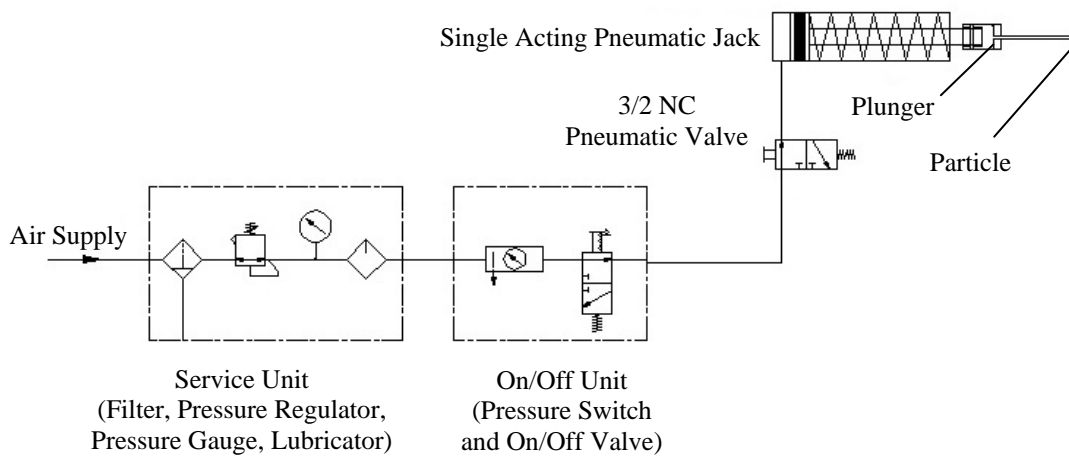 Single Acting Pneumatic Jack
Plunger
3/2 NC
Pneumatic Valve
Particle
Air Supply
Service Unit
(Filter, Pressure Regulator,
Pressure Gauge, Lubricator)
On/Off Unit
(Pressure Switch
and On/Off Valve)